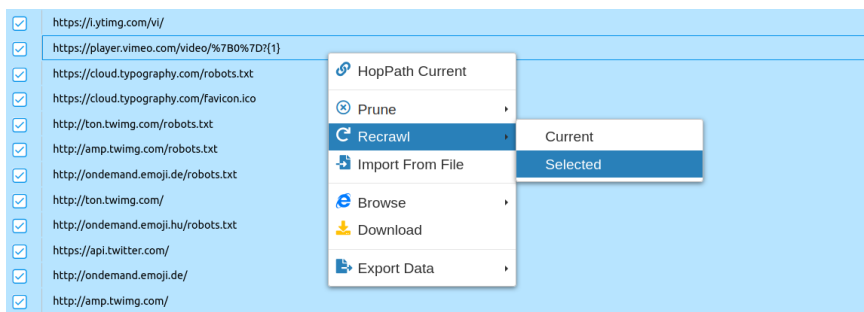 https://i.ytimg.com/vi/
https://player.vimeo.com/video/%7B0%7D?{1}
https://cloud.typography.com/robots.txt
https://cloud.typography.com/favicon.ico
http://ton.twimg.com/robots.txt
http://amp.twimg.com/robots.txt
http://ondemand.emoji.de/robots.txt
http://ton.twimg.com/
http://ondemand.emoji.hu/robots.txt
https://api.twitter.com/
http://ondemand.emoji.de/
http://amp.twimg.com/
HopPath Current
Prune
Recrawl
Import From File
Browse
Download
Export Data
Current
Selected